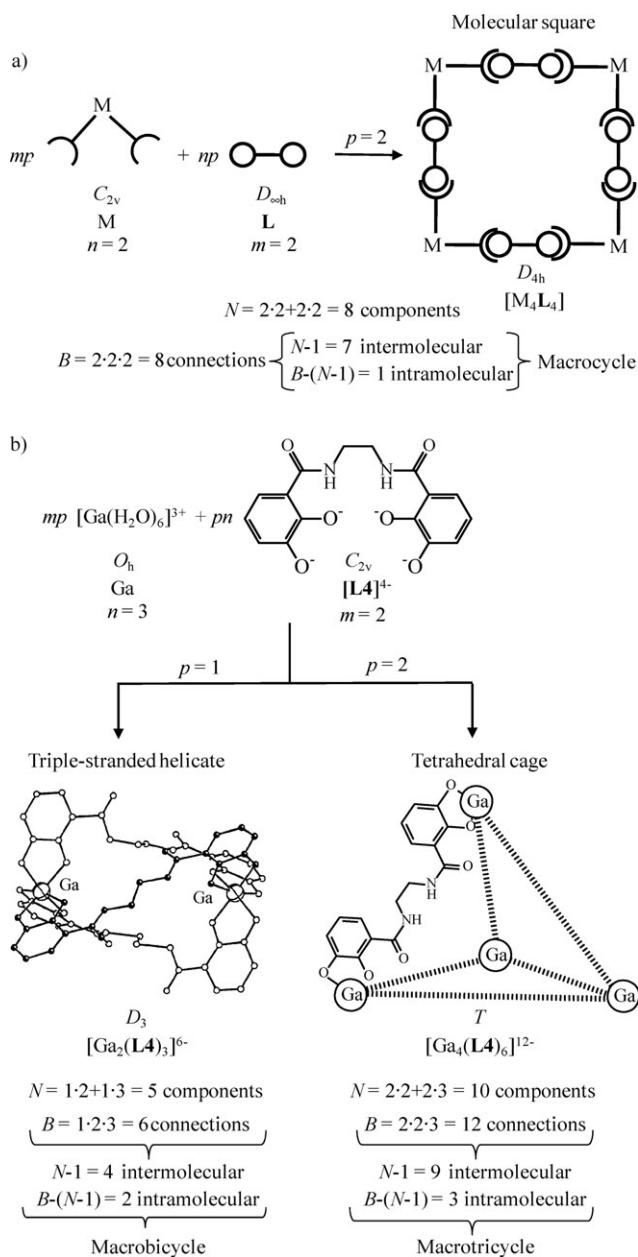 a)
Molecular square
mp
M
+ np
p = 2
C2v
M
n = 2
D∞h
L
m = 2
M
M
M
M
D4h
[M4L4]
N = 2·2+2·2 = 8 components
B = 2·2·2 = 8 connections
N-1 = 7 intermolecular
B-(N-1) = 1 intramolecular
Macrocycle
b)
O
O
N
H
N
H
mp [Ga(H2O)6]3+ + pn
O-
-O
O-
-O
Oh
Ga
n = 3
C2v
[L4]4-
m = 2
p = 1
p = 2
Triple-stranded helicate
Tetrahedral cage
Ga
Ga
O
O
Ga
O
NH
NH
O
O
O
Ga
Ga
Ga
D3
[Ga2(L4)3]6-
T
[Ga4(L4)6]12-
N = 1·2+1·3 = 5 components
B = 1·2·3 = 6 connections
N-1 = 4 intermolecular
B-(N-1) = 2 intramolecular
Macrobicycle
N = 2·2+2·3 = 10 components
B = 2·2·3 = 12 connections
N-1 = 9 intermolecular
B-(N-1) = 3 intramolecular
Macrotricycle